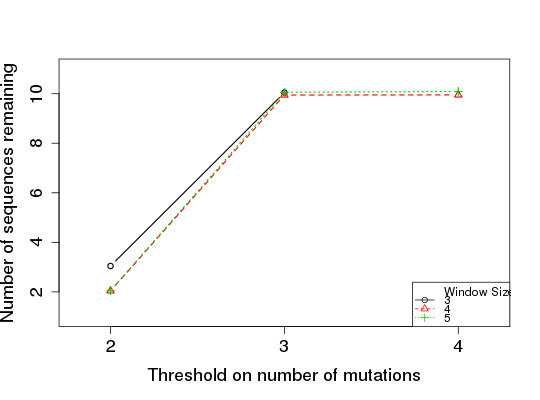 Number of sequences remaining
10
8
6
4
2
Window Size
3
4
5
2 3 4
Threshold on number of mutations